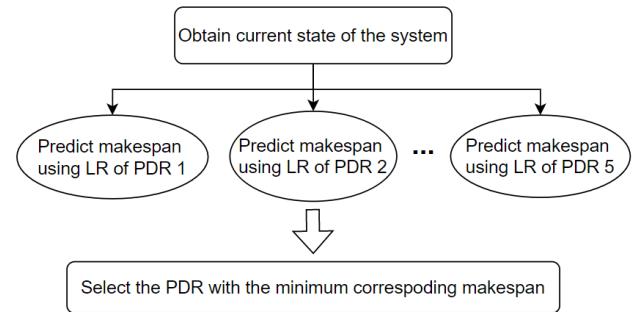 Obtain current state of the system
Predict makespan
using LR of PDR 1
Predict makespan
using LR of PDR 2
...
Predict makespan
using LR of PDR 5
Select the PDR with the minimum correspoding makespan